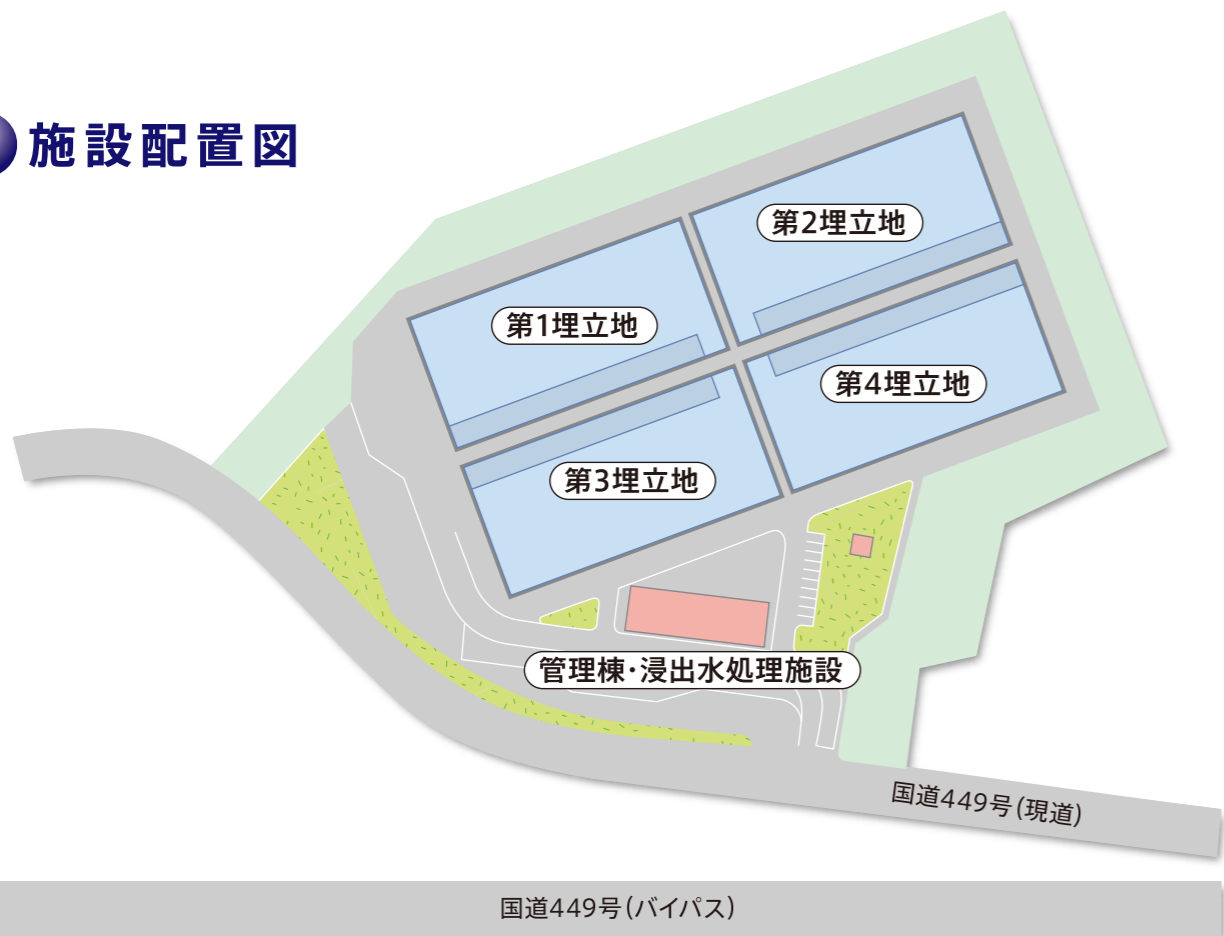 施設配置図
第2埋立地
第1埋立地
第4埋立地
第3埋立地
管理棟・浸出水処理施設
国道449号(現道)
国道449号(バイパス)